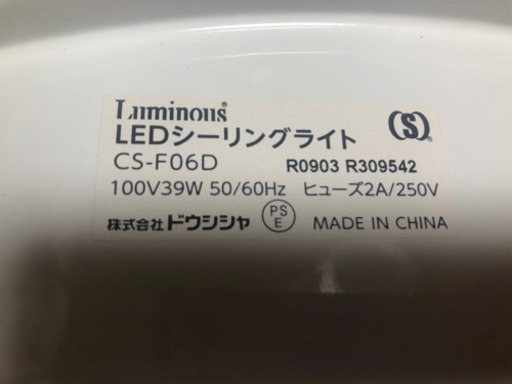 Luminous®
LEDシーリングライト
(S)
CS-F06D R0903 R309542
100V39W 50/60Hz ヒューズ2A/250V
株式会社ドウシシャ PS E MADE IN CHINA